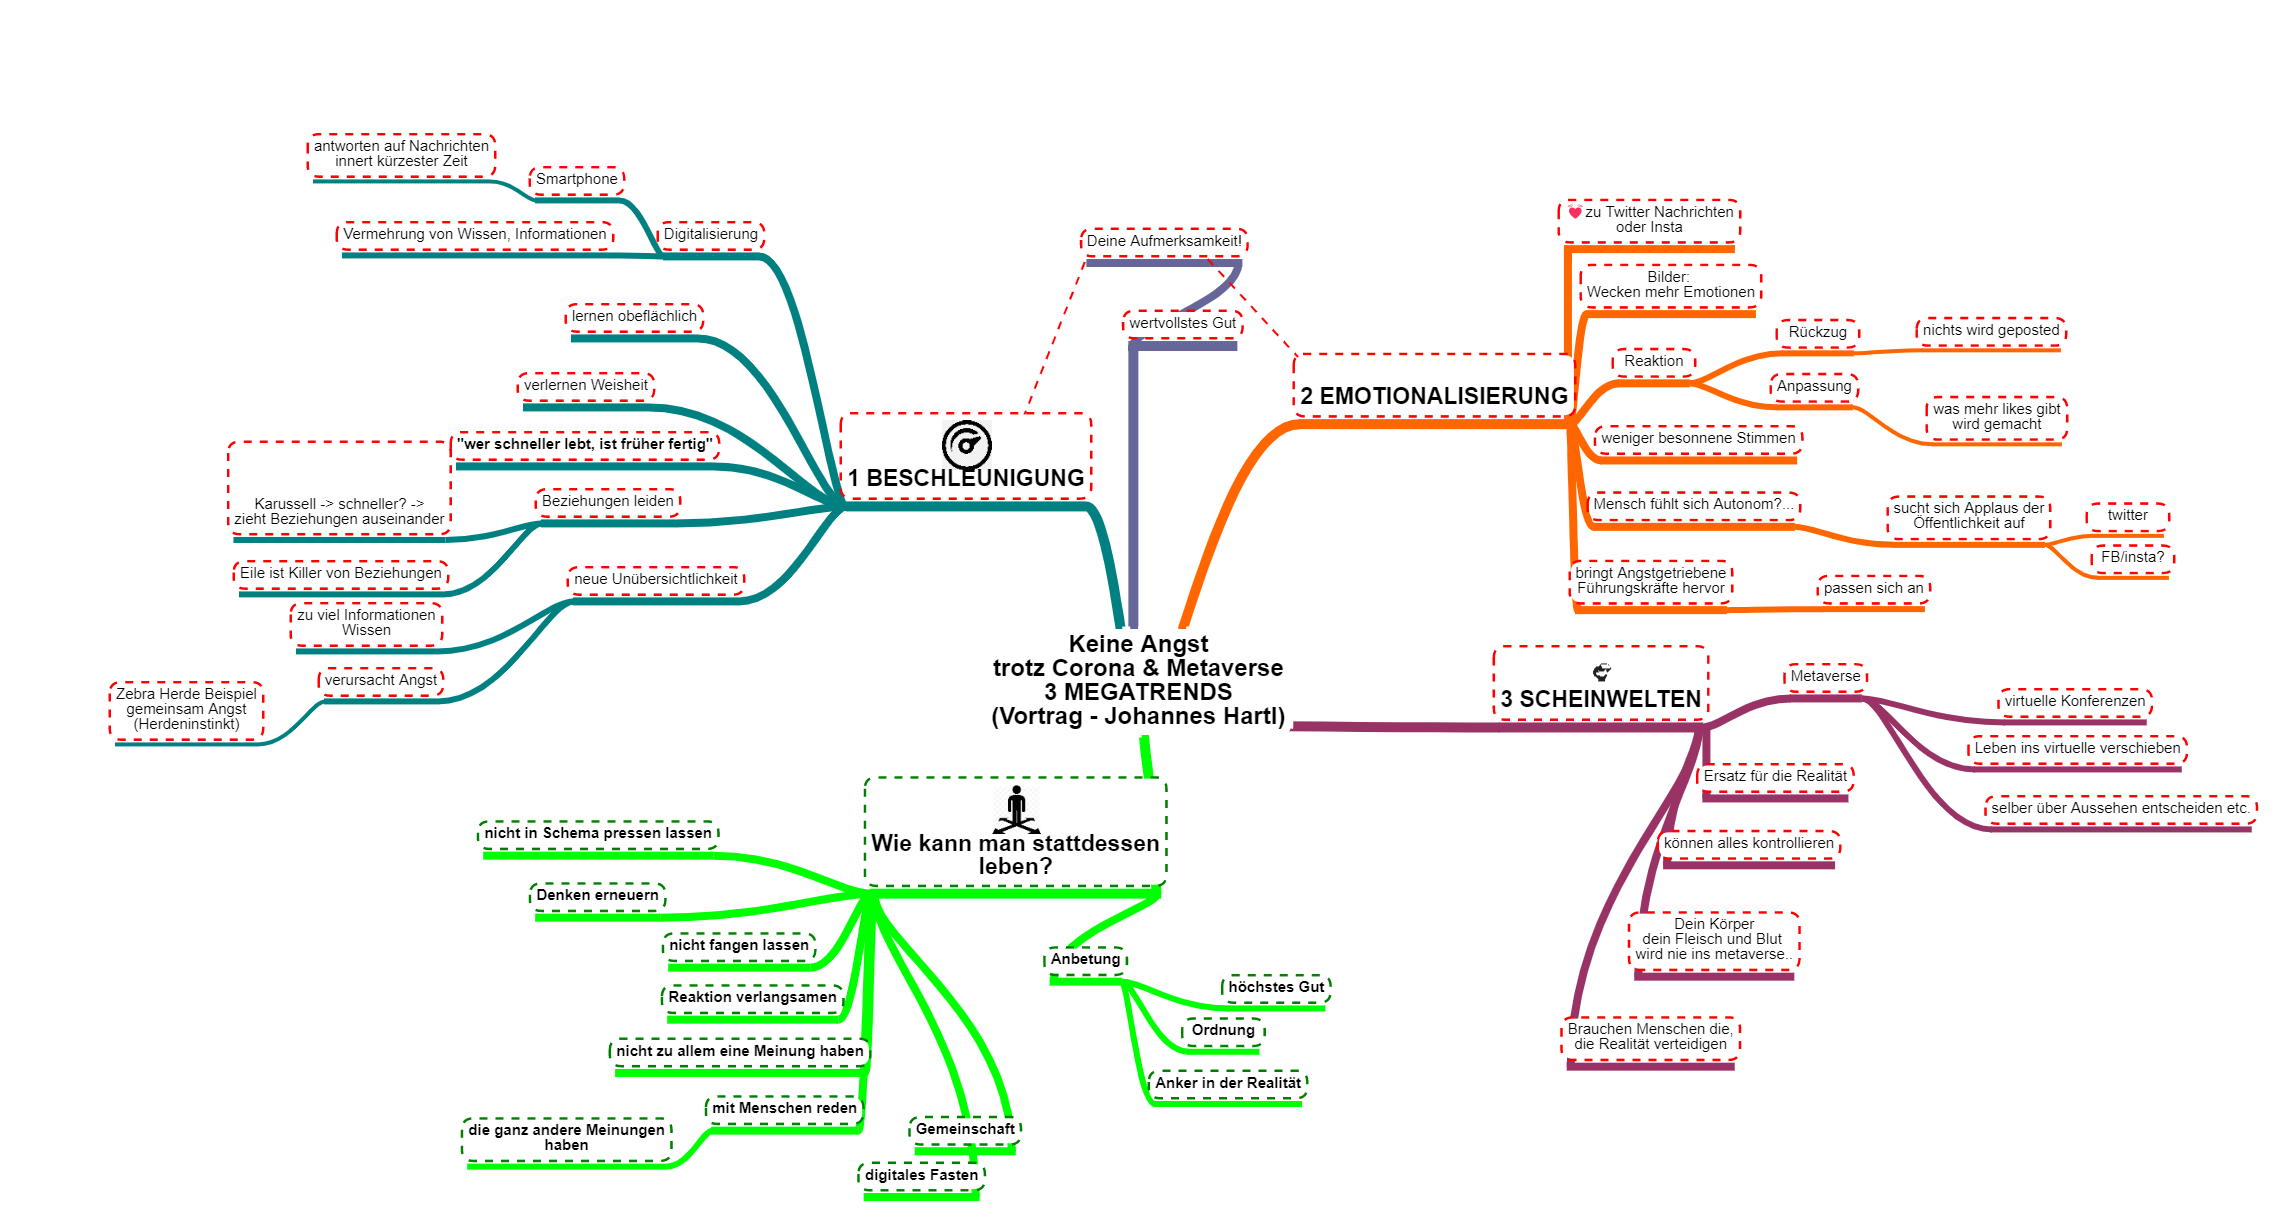 Keine Angst
trotz Corona & Metaverse
3 MEGATRENDS
(Vortrag - Johannes Hartl)
1 BESCHLEUNIGUNG
Digitalisierung
Smartphone
antworten auf Nachrichten
innert kürzester Zeit
Vermehrung von Wissen, Informationen
lernen obeflächlich
verlernen Weisheit
"wer schneller lebt, ist früher fertig"
Beziehungen leiden
Karussell -> schneller? ->
zieht Beziehungen auseinander
Eile ist Killer von Beziehungen
neue Unübersichtlichkeit
zu viel Informationen
Wissen
verursacht Angst
Zebra Herde Beispiel
gemeinsam Angst
(Herdeninstinkt)
wertvollstes Gut
Deine Aufmerksamkeit!
2 EMOTIONALISIERUNG
💓 zu Twitter Nachrichten
oder Insta
Bilder:
Wecken mehr Emotionen
Reaktion
Rückzug
nichts wird geposted
Anpassung
was mehr likes gibt
wird gemacht
weniger besonnene Stimmen
Mensch fühlt sich Autonom?...
sucht sich Applaus der
Öffentlichkeit auf
twitter
FB/insta?
bringt Angstgetriebene
Führungskräfte hervor
passen sich an
3 SCHEINWELTEN
Metaverse
virtuelle Konferenzen
Leben ins virtuelle verschieben
selber über Aussehen entscheiden etc.
Ersatz für die Realität
können alles kontrollieren
Dein Körper
dein Fleisch und Blut
wird nie ins metaverse..
Brauchen Menschen die,
die Realität verteidigen
Wie kann man stattdessen
leben?
nicht in Schema pressen lassen
Denken erneuern
nicht fangen lassen
Reaktion verlangsamen
nicht zu allem eine Meinung haben
mit Menschen reden
die ganz andere Meinungen
haben
Gemeinschaft
digitales Fasten
Anbetung
höchstes Gut
Ordnung
Anker in der Realität